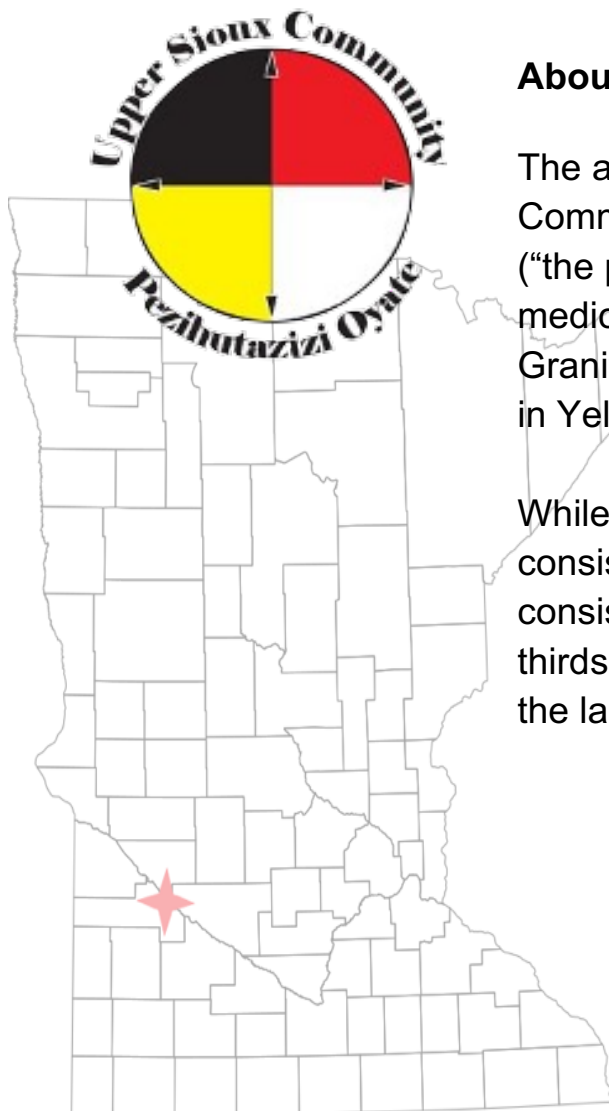 Upper Sioux Community
Pezihutazizi Oyate
Abou
The a
Comm
(“the p
medic
Grani
in Yel
While
consis
consis
thirds
the la